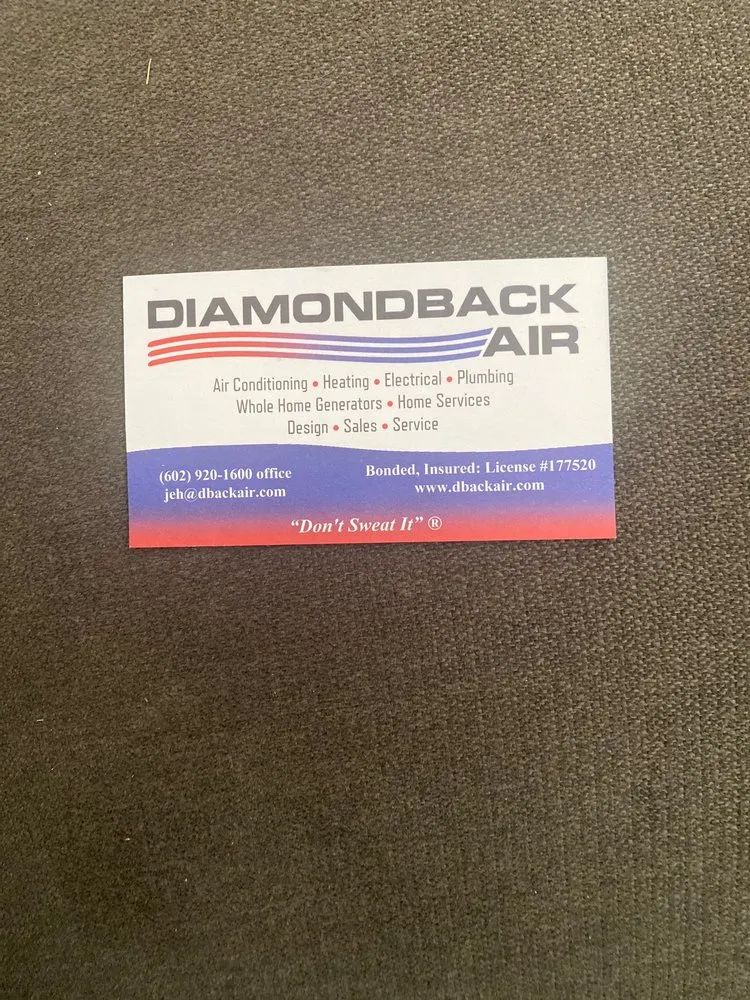 DIAMONDBACK
AIR
Air Conditioning • Heating • Electrical • Plumbing
Whole Home Generators • Home Services
Design • Sales • Service
(602) 920-1600 office
jeh@dbackair.com
Bonded, Insured: License #177520
www.dbackair.com
“Don't Sweat It” ®